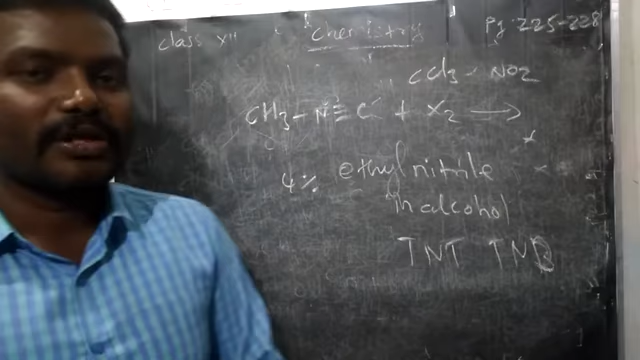 class XII Chemistry Pg. 225-228
CCl3 - NO2
CH3 - N ≡ C + X2 →
4% ethyl nitrile
in alcohol
TNT TNB